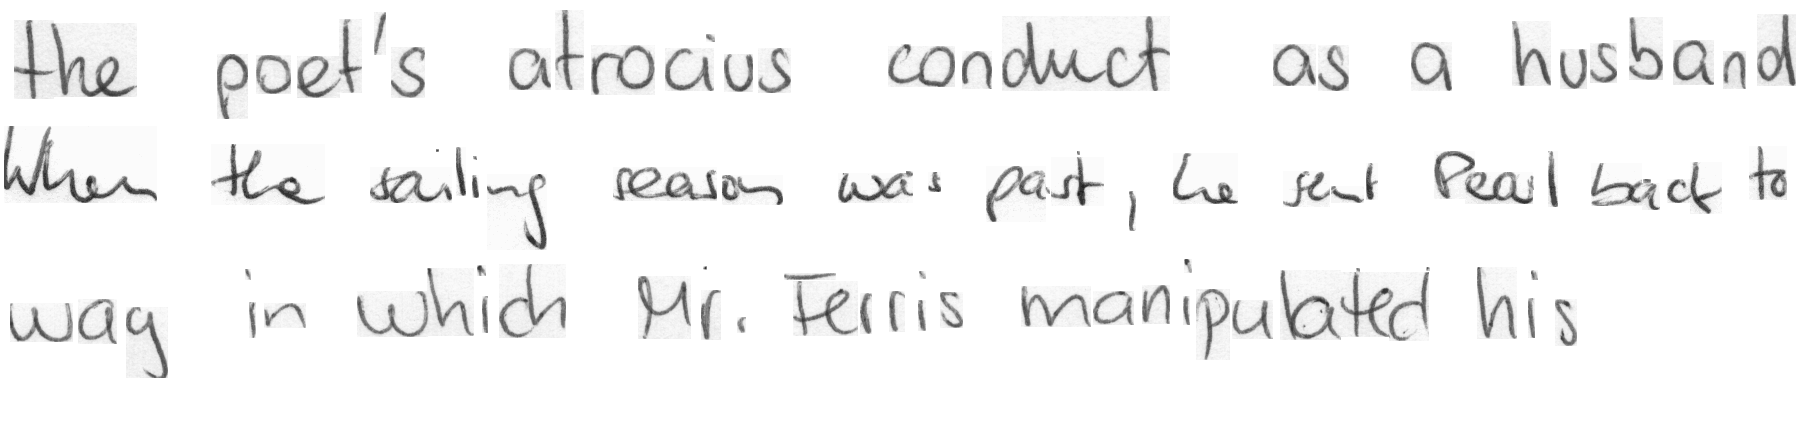 the poet's atrocius conduct as a husband
When the sailing season was past, he sent Pearl back to
way in which Mr. Ferris manipulated his